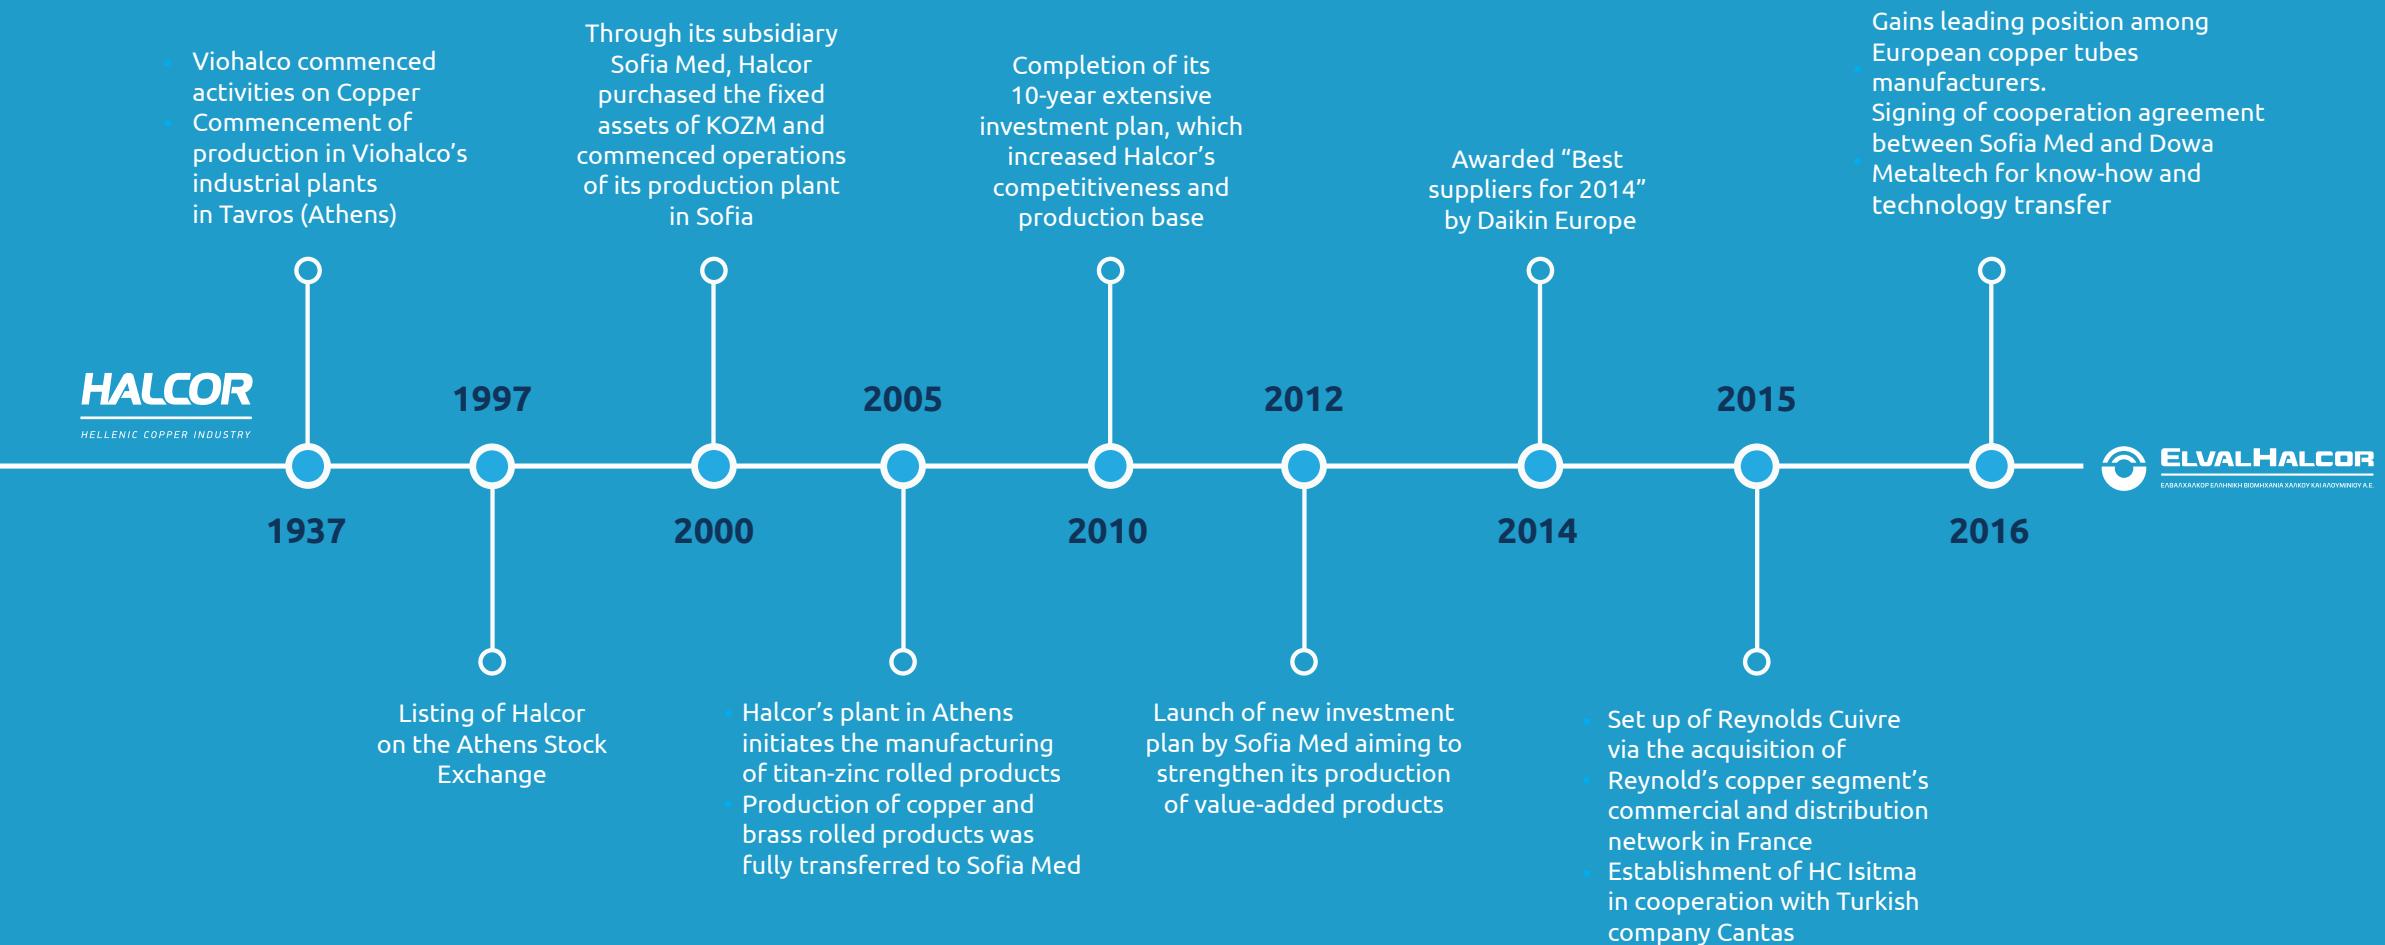 Viohalco commenced
activities on Copper
Commencement of
production in Viohalco’s
industrial plants
in Tavros (Athens)
Through its subsidiary
Sofia Med, Halcor
purchased the fixed
assets of KOZM and
commenced operations
of its production plant
in Sofia
Completion of its
10-year extensive
investment plan, which
increased Halcor’s
competitiveness and
production base
Awarded “Best
suppliers for 2014”
by Daikin Europe
Gains leading position among
European copper tubes
manufacturers.
Signing of cooperation agreement
between Sofia Med and Dowa
Metaltech for know-how and
technology transfer
HALCOR
HELLENIC COPPER INDUSTRY
1997
2005
2012
2015
ELVALHALCOR
ΕΛΒΑΛΧΑΛΚΟΡ ΕΛΛΗΝΙΚΗ ΒΙΟΜΗΧΑΝΙΑ ΧΑΛΚΟΥ ΚΑΙ ΑΛΟΥΜΙΝΙΟΥ Α.Ε.
1937
2000
2010
2014
2016
Listing of Halcor
on the Athens Stock
Exchange
Halcor’s plant in Athens
initiates the manufacturing
of titan-zinc rolled products
Production of copper and
brass rolled products was
fully transferred to Sofia Med
Launch of new investment
plan by Sofia Med aiming to
strengthen its production
of value-added products
Set up of Reynolds Cuivre
via the acquisition of
Reynold’s copper segment’s
commercial and distribution
network in France
Establishment of HC Isitma
in cooperation with Turkish
company Cantas